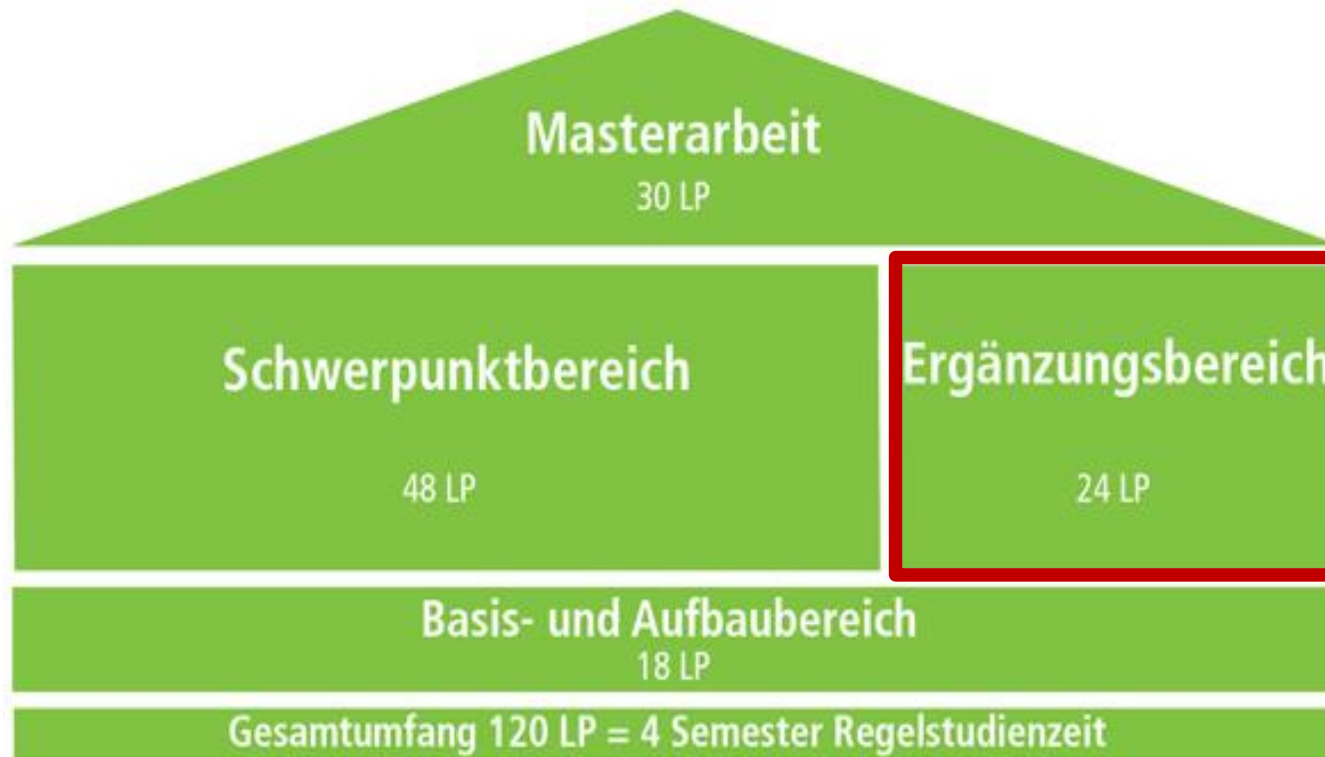 Masterarbeit
30 LP
Schwerpunktbereich
48 LP
Ergänzungsbereich
24 LP
Basis- und Aufbaubereich
18 LP
Gesamtumfang 120 LP = 4 Semester Regelstudienzeit